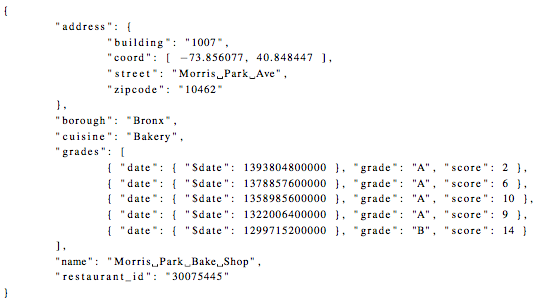 {
"address": {
"building": "1007",
"coord": [ −73.856077, 40.848447 ],
"street": "Morris␣Park␣Ave",
"zipcode": "10462"
},
"borough": "Bronx",
"cuisine": "Bakery",
"grades": [
{ "date": { "$date": 1393804800000 }, "grade": "A", "score": 2 },
{ "date": { "$date": 1378857600000 }, "grade": "A", "score": 6 },
{ "date": { "$date": 1358985600000 }, "grade": "A", "score": 10 },
{ "date": { "$date": 1322006400000 }, "grade": "A", "score": 9 },
{ "date": { "$date": 1299715200000 }, "grade": "B", "score": 14 }
],
"name": "Morris␣Park␣Bake␣Shop",
"restaurant_id": "30075445"
}